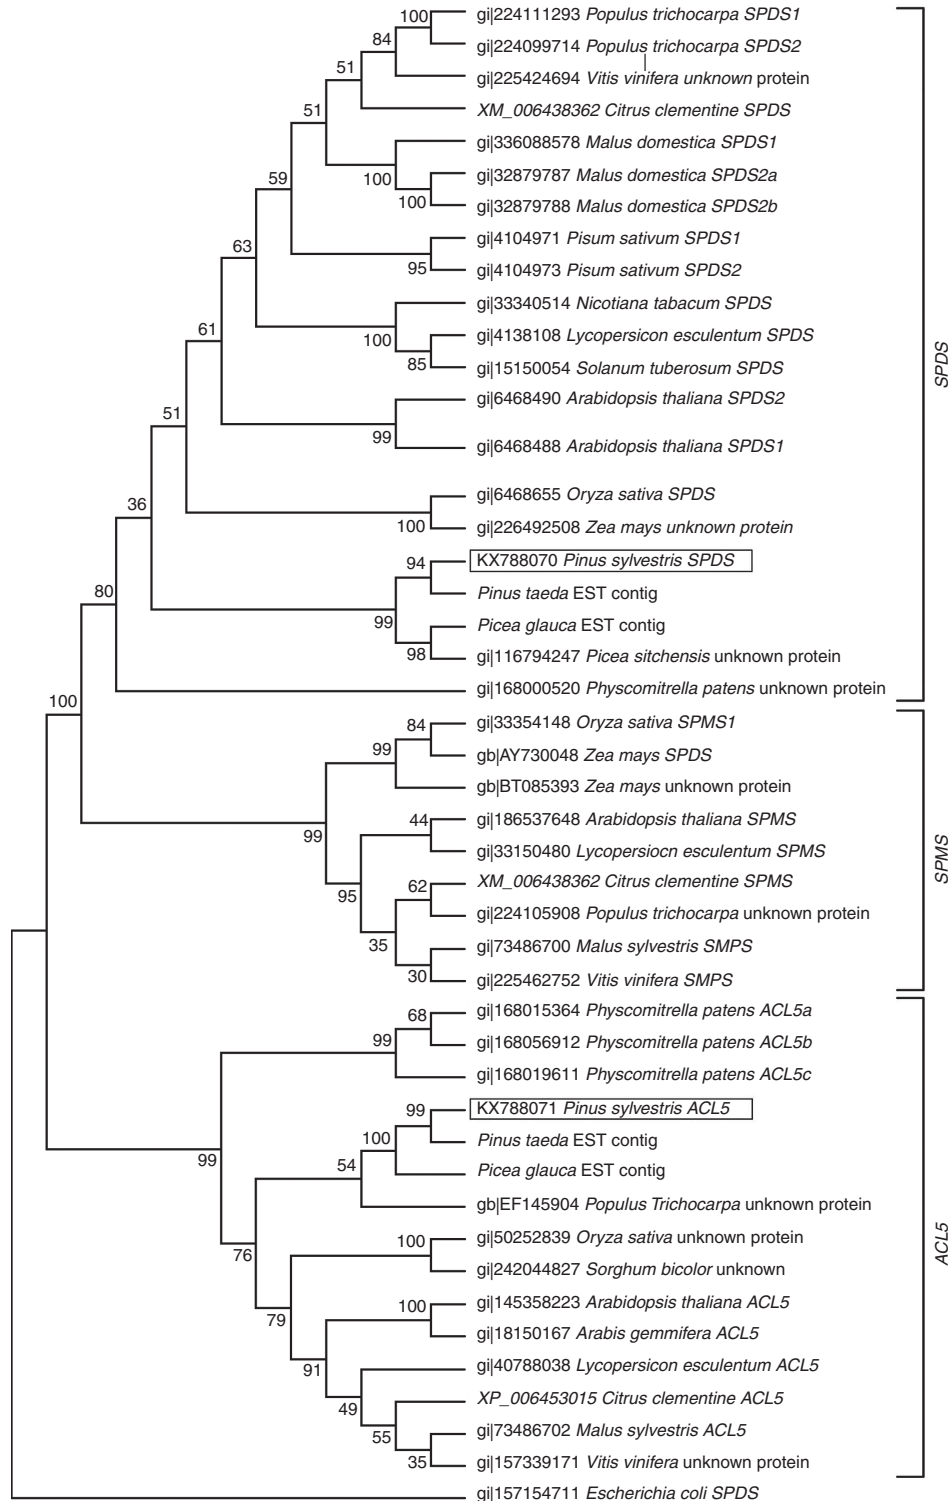 100
gi|224111293 Populus trichocarpa SPDS1
84
gi|224099714 Populus trichocarpa SPDS2
51
gi|225424694 Vitis vinifera unknown protein
51
XM_006438362 Citrus clementine SPDS
gi|336088578 Malus domestica SPDS1
59
100
gi|32879787 Malus domestica SPDS2a
100
gi|32879788 Malus domestica SPDS2b
63
gi|4104971 Pisum sativum SPDS1
95
gi|4104973 Pisum sativum SPDS2
61
gi|33340514 Nicotiana tabacum SPDS
100
gi|4138108 Lycopersicon esculentum SPDS
85
gi|15150054 Solanum tuberosum SPDS
SPDS
51
gi|6468490 Arabidopsis thaliana SPDS2
99
gi|6468488 Arabidopsis thaliana SPDS1
36
gi|6468655 Oryza sativa SPDS
100
gi|226492508 Zea mays unknown protein
94
KX788070 Pinus sylvestris SPDS
80
Pinus taeda EST contig
99
Picea glauca EST contig
98
gi|116794247 Picea sitchensis unknown protein
100
gi|168000520 Physcomitrella patens unknown protein
84
gi|33354148 Oryza sativa SPMS1
99
gb|AY730048 Zea mays SPDS
gb|BT085393 Zea mays unknown protein
99
44
gi|186537648 Arabidopsis thaliana SPMS
gi|33150480 Lycopersiocn esculentum SPMS
SPMS
95
62
XM_006438362 Citrus clementine SPMS
gi|224105908 Populus trichocarpa unknown protein
35
gi|73486700 Malus sylvestris SMPS
30
gi|225462752 Vitis vinifera SMPS
68
gi|168015364 Physcomitrella patens ACL5a
99
gi|168056912 Physcomitrella patens ACL5b
gi|168019611 Physcomitrella patens ACL5c
99
KX788071 Pinus sylvestris ACL5
100
Pinus taeda EST contig
99
54
Picea glauca EST contig
gb|EF145904 Populus Trichocarpa unknown protein
76
100
gi|50252839 Oryza sativa unknown protein
gi|242044827 Sorghum bicolor unknown
ACL5
79
100
gi|145358223 Arabidopsis thaliana ACL5
gi|18150167 Arabis gemmifera ACL5
91
gi|40788038 Lycopersicon esculentum ACL5
49
XP_006453015 Citrus clementine ACL5
55
gi|73486702 Malus sylvestris ACL5
35
gi|157339171 Vitis vinifera unknown protein
gi|157154711 Escherichia coli SPDS